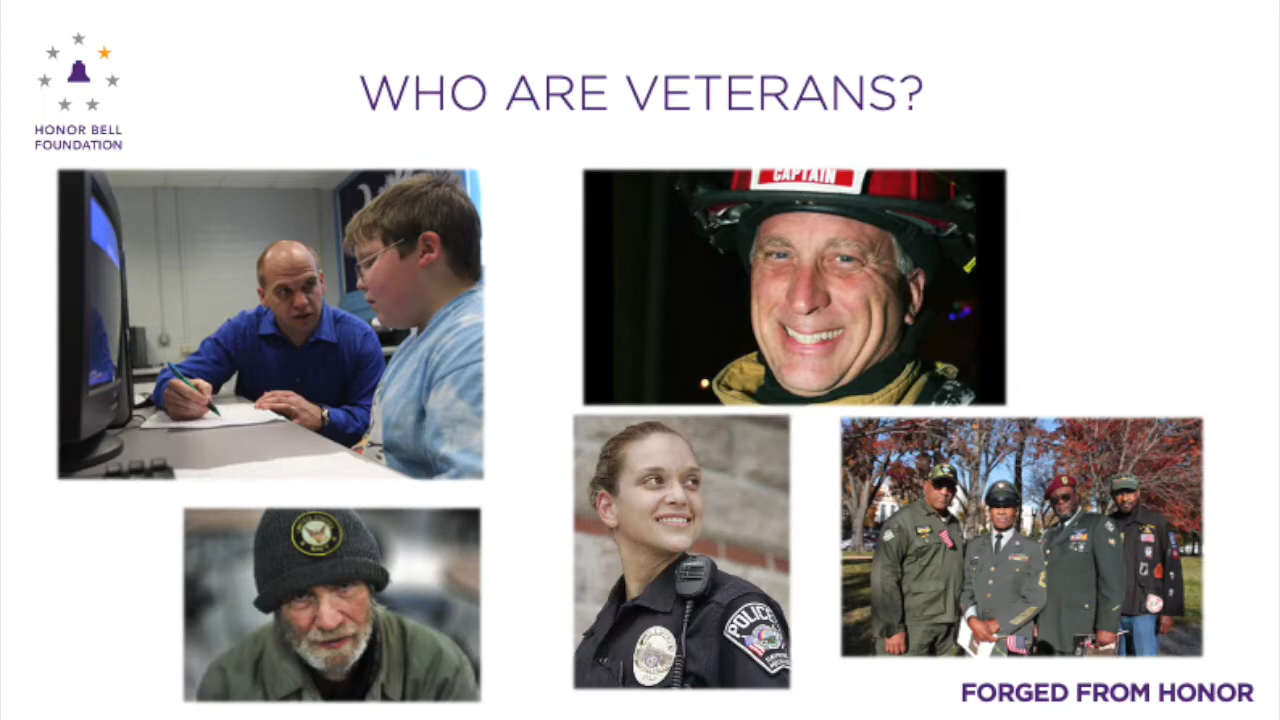 HONOR BELL
FOUNDATION
WHO ARE VETERANS?
CAPTAIN
POLICE
FORGED FROM HONOR